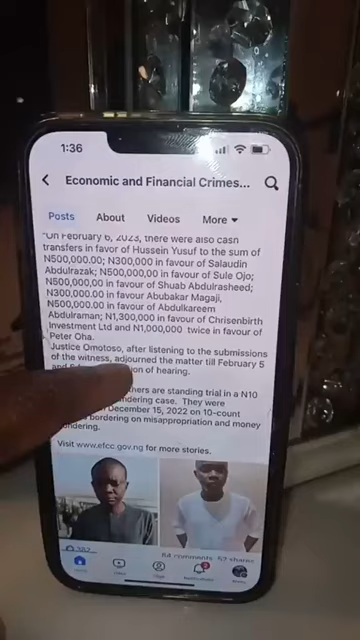 1:36
Economic and Financial Crimes...
Posts About Videos More
"On February 6, 2023, there were also cash
transfers in favor of Hussein Yusuf to the sum of
N500,000.00; N300,000 in favour of Salaudin
Abdulrazak; N500,000,00 in favour of Sule Ojo;
N500,000,00 in favour of Shuab Abdulrasheed;
N300,000.00 in favour Abubakar Magaji,
N500,000.00 in favour of Abdulkareem
Abdulraman; N1,300,000 in favour of Chrisenbirth
Investment Ltd and N1,000,000 twice in favour of
Peter Oha.
Justice Omotoso, after listening to the submissions
of the witness, adjourned the matter till February 5
of hearing.
are standing trial in a N10
case. They were
December 15, 2022 on 10-count
bordering on misappropriation and money
Visit www.efcc.gov.ng for more stories.
64 comments 52 shares